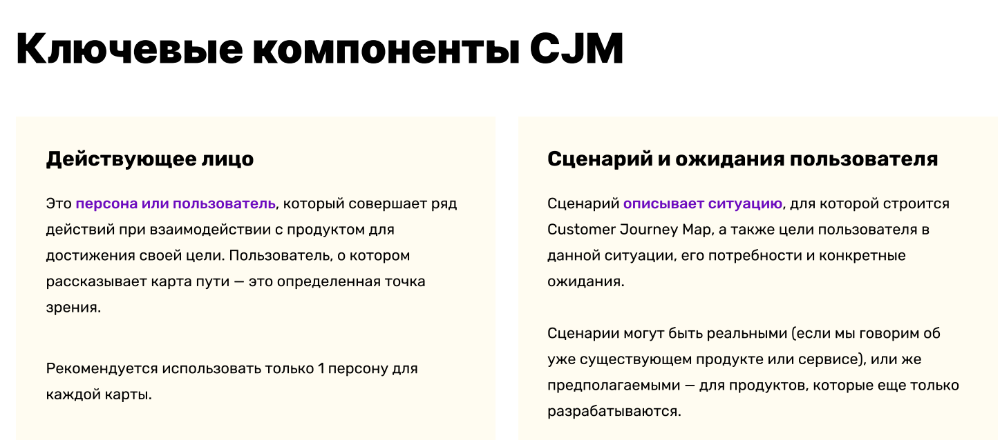 Ключевые компоненты CJM
Действующее лицо
Это персона или пользователь, который совершает ряд
действий при взаимодействии с продуктом для
достижения своей цели. Пользователь, о котором
рассказывает карта пути — это определенная точка
зрения.
Рекомендуется использовать только 1 персону для
каждой карты.
Сценарий и ожидания пользователя
Сценарий описывает ситуацию, для которой строится
Customer Journey Map, а также цели пользователя в
данной ситуации, его потребности и конкретные
ожидания.
Сценарии могут быть реальными (если мы говорим об
уже существующем продукте или сервисе), или же
предполагаемыми — для продуктов, которые еще только
разрабатываются.